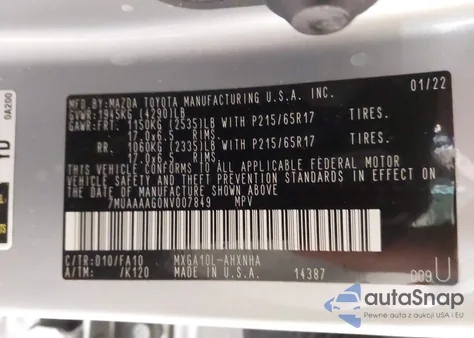 MFD. BY: MAZDA TOYOTA MANUFACTURING U.S.A. INC.
GVWR: 1945KG (4290)LB 01/22
GAWR: FRT. 1150KG (2535)LB WITH P215/65R17 TIRES.
17.0x6.5 RIMS
RR. 1060KG (2335)LB WITH P215/65R17 TIRES.
17.0x6.5 RIMS
THIS VEHICLE CONFORMS TO ALL APPLICABLE FEDERAL MOTOR
VEHICLE SAFETY AND THEFT PREVENTION STANDARDS IN EFFECT
ON THE DATE OF MANUFACTURE SHOWN ABOVE.
7MUAAAAG0NV007849 MPV
C/TR:D10/FA10 MXGA10L-AHXNHA
A/TM: /K120 MADE IN U.S.A. 14387 009 U
0A200
YD
autoSnap
Pewne auta z aukcji USA i EU